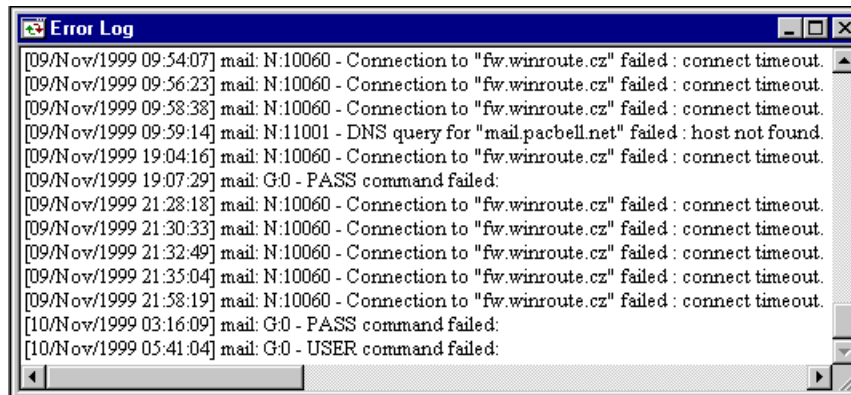 Error Log
[09/Nov/1999 09:54:07] mail: N:10060 - Connection to "fw.winroute.cz" failed : connect timeout.
[09/Nov/1999 09:56:23] mail: N:10060 - Connection to "fw.winroute.cz" failed : connect timeout.
[09/Nov/1999 09:58:38] mail: N:10060 - Connection to "fw.winroute.cz" failed : connect timeout.
[09/Nov/1999 09:59:14] mail: N:11001 - DNS query for "mail.pacbell.net" failed : host not found.
[09/Nov/1999 19:04:16] mail: N:10060 - Connection to "fw.winroute.cz" failed : connect timeout.
[09/Nov/1999 19:07:29] mail: G:0 - PASS command failed:
[09/Nov/1999 21:28:18] mail: N:10060 - Connection to "fw.winroute.cz" failed : connect timeout.
[09/Nov/1999 21:30:33] mail: N:10060 - Connection to "fw.winroute.cz" failed : connect timeout.
[09/Nov/1999 21:32:49] mail: N:10060 - Connection to "fw.winroute.cz" failed : connect timeout.
[09/Nov/1999 21:35:04] mail: N:10060 - Connection to "fw.winroute.cz" failed : connect timeout.
[09/Nov/1999 21:58:19] mail: N:10060 - Connection to "fw.winroute.cz" failed : connect timeout.
[10/Nov/1999 03:16:09] mail: G:0 - PASS command failed:
[10/Nov/1999 05:41:04] mail: G:0 - USER command failed: